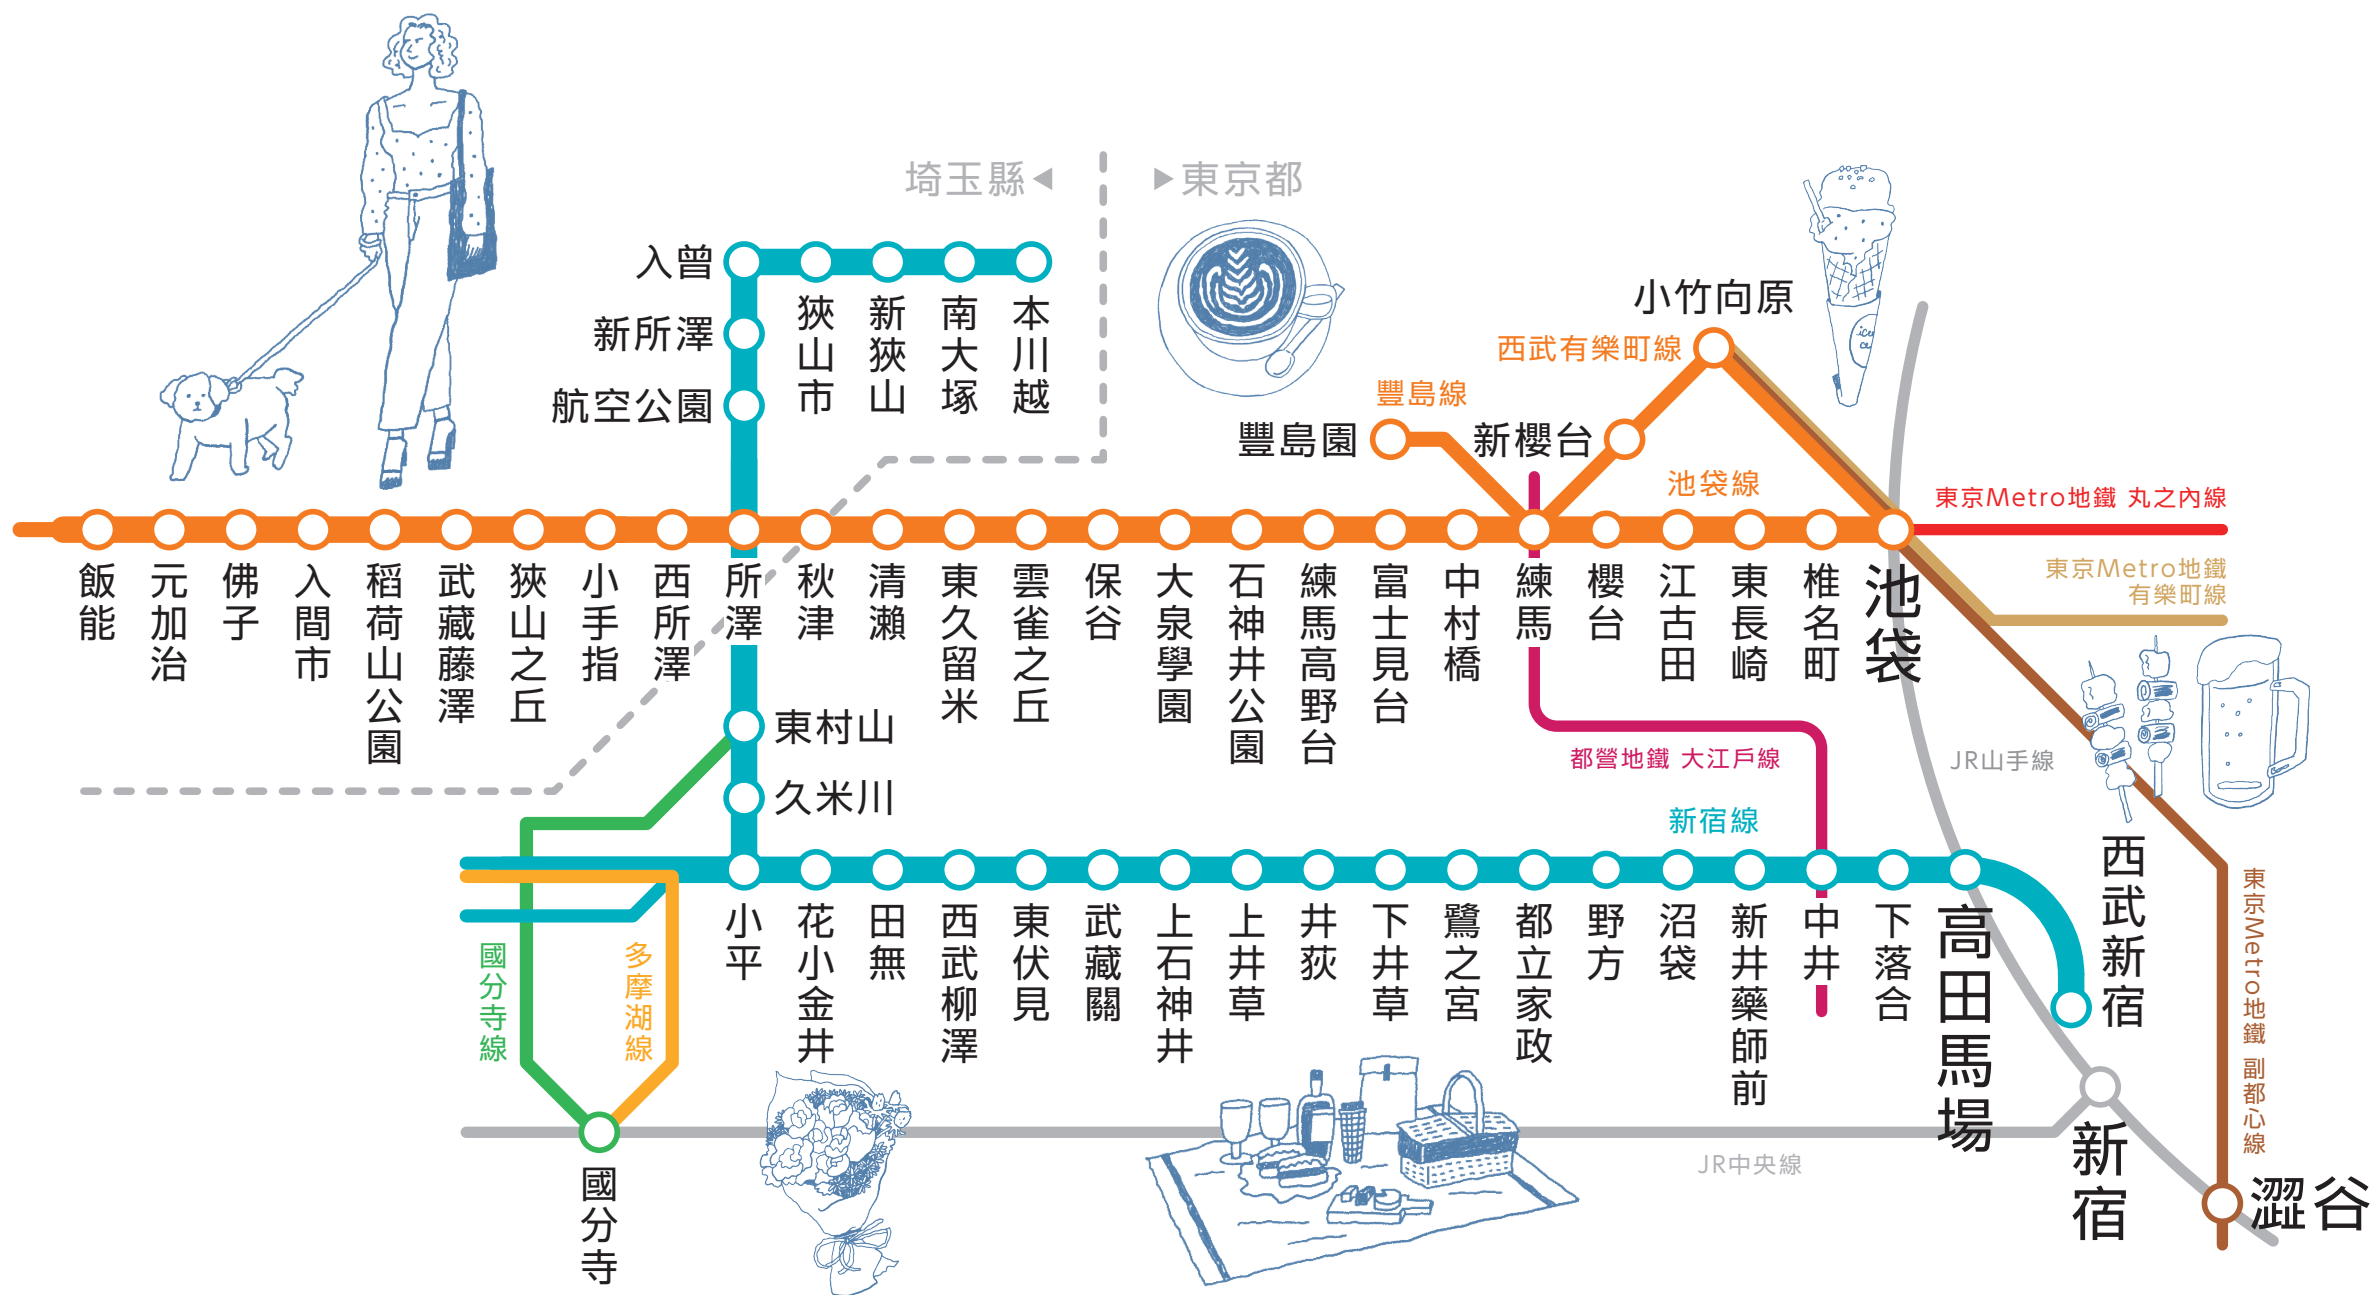 埼玉縣◀
▶東京都
入曾
新所澤
航空公園
狹山市
新狹山
南大塚
本川越
小竹向原
西武有樂町線
豐島線
豐島園
新櫻台
池袋線
東京Metro地鐵 丸之內線
東京Metro地鐵
有樂町線
飯能
元加治
佛子
入間市
稻荷山公園
武藏藤澤
狹山之丘
小手指
西所澤
所澤
秋津
清瀨
東久留米
雲雀之丘
保谷
大泉學園
石神井公園
練馬高野台
富士見台
中村橋
練馬
櫻台
江古田
東長崎
椎名町
池袋
東村山
久米川
都營地鐵 大江戶線
JR山手線
新宿線
西武新宿
東京Metro地鐵 副都心線
國分寺線
多摩湖線
小平
花小金井
田無
西武柳澤
東伏見
武藏關
上石神井
上井草
井荻
下井草
鷺之宮
都立家政
野方
沼袋
新井藥師前
中井
下落合
高田馬場
國分寺
JR中央線
新宿
澀谷